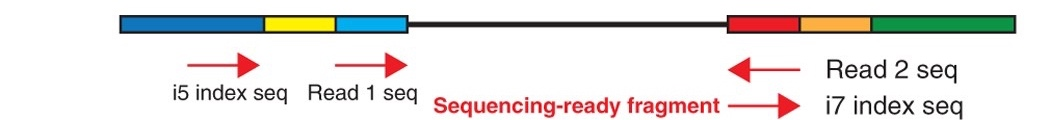 i5 index seq
Read 1 seq
Read 2 seq
Sequencing-ready fragment
i7 index seq